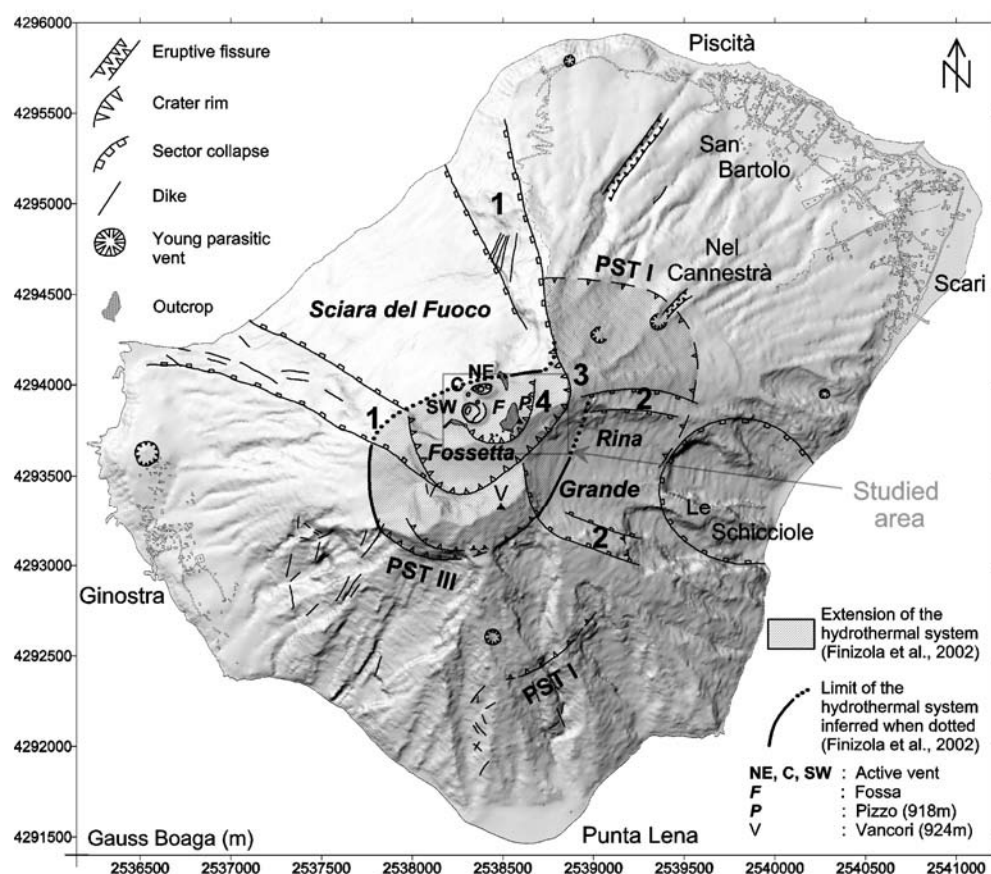 4296000
4295500
4295000
4294500
4294000
4293500
4293000
4292500
4292000
4291500
Eruptive fissure
Crater rim
Sector collapse
Dike
Young parasitic
vent
Outcrop
Piscità
N
San
Bartolo
1
Nel
Cannestrà
PST I
Scari
Sciara del Fuoco
NE
C
3
SW
F
P
4
2
1
Rina
Fossetta
Grande
V
Studied
area
Le
Schicciole
2
PST III
Ginostra
PST I
Extension of the
hydrothermal system
(Finizola et al., 2002)
Limit of the
hydrothermal system
inferred when dotted
(Finizola et al., 2002)
NE, C, SW : Active vent
F : Fossa
P : Pizzo (918m)
V : Vancori (924m)
Gauss Boaga (m)
Punta Lena
2536500 2537000 2537500 2538000 2538500 2539000 2539500 2540000 2540500 2541000